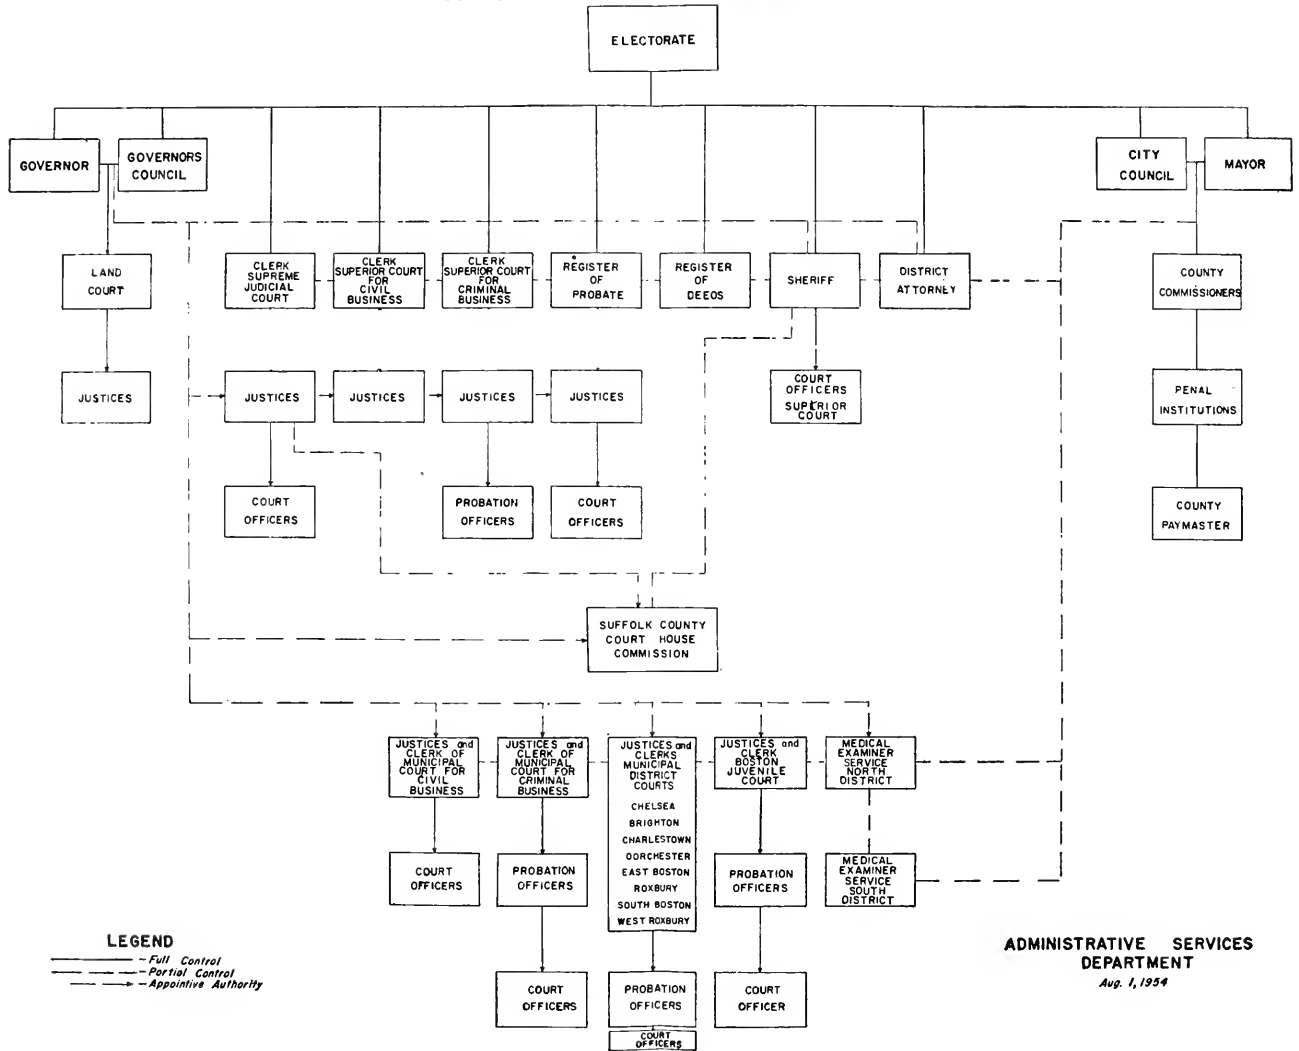 ELECTORATE
GOVERNOR
GOVERNORS
COUNCIL
CITY
COUNCIL
MAYOR
LAND
COURT
CLERK
SUPREME
JUDICIAL
COURT
CLERK
SUPERIOR COURT
FOR
CIVIL
BUSINESS
CLERK
SUPERIOR COURT
FOR
CRIMINAL
BUSINESS
REGISTER
OF
PROBATE
REGISTER
OF
DEEDS
SHERIFF
DISTRICT
ATTORNEY
COUNTY
COMMISSIONERS
JUSTICES
JUSTICES
JUSTICES
JUSTICES
JUSTICES
COURT
OFFICERS
SUPERIOR
COURT
PENAL
INSTITUTIONS
COURT
OFFICERS
PROBATION
OFFICERS
COURT
OFFICERS
COUNTY
PAYMASTER
SUFFOLK COUNTY
COURT HOUSE
COMMISSION
JUSTICES and
CLERK OF
MUNICIPAL
COURT FOR
CIVIL
BUSINESS
JUSTICES and
CLERK OF
MUNICIPAL
COURT FOR
CRIMINAL
BUSINESS
JUSTICES and
CLERKS
MUNICIPAL
DISTRICT
COURTS
CHELSEA
BRIGHTON
CHARLESTOWN
DORCHESTER
EAST BOSTON
ROXBURY
SOUTH BOSTON
WEST ROXBURY
JUSTICES and
CLERK
BOSTON
JUVENILE
COURT
MEDICAL
EXAMINER
SERVICE
NORTH
DISTRICT
COURT
OFFICERS
PROBATION
OFFICERS
PROBATION
OFFICERS
MEDICAL
EXAMINER
SERVICE
SOUTH
DISTRICT
COURT
OFFICERS
PROBATION
OFFICERS
COURT
OFFICER
COURT
OFFICERS
LEGEND
- Full Control
- Partial Control
- Appointive Authority
ADMINISTRATIVE SERVICES
DEPARTMENT
Aug. 1, 1954